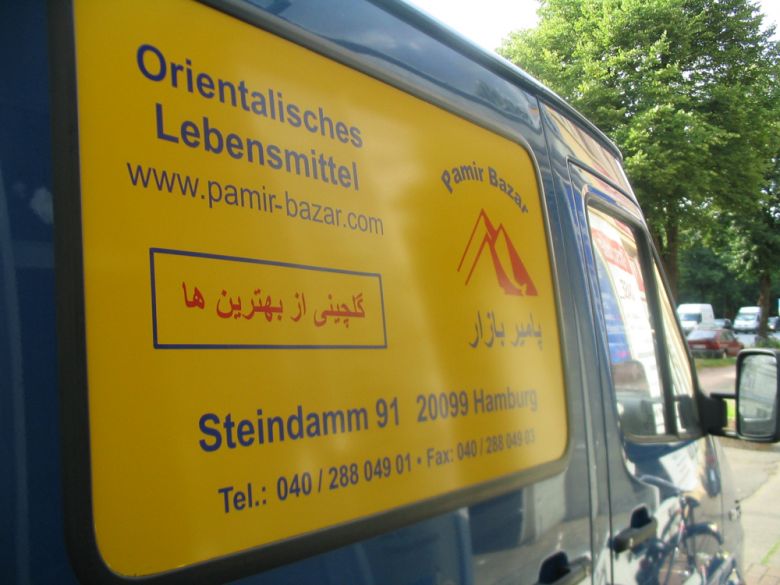 Orientalisches
Lebensmittel
www.pamir-bazar.com
Pamir Bazar
گلچینی از بهترین ها
پامیر بازار
Steindamm 91 20099 Hamburg
Tel.: 040 / 288 049 01 • Fax: 040 / 288 049 03